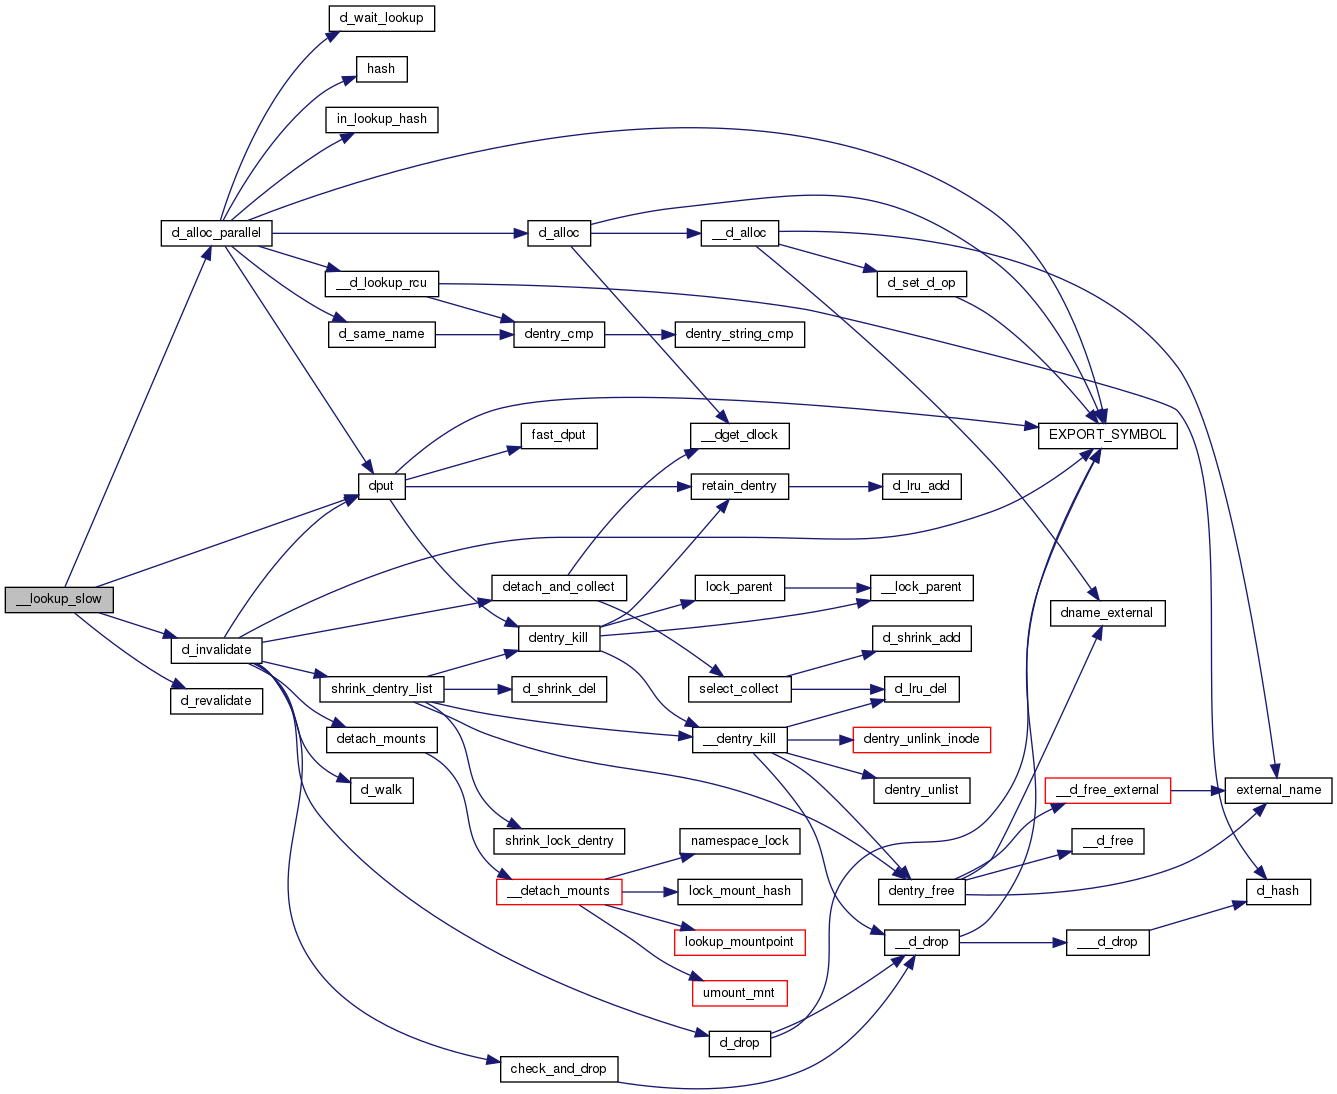 d_wait_lookup
hash
in_lookup_hash
d_alloc_parallel
d_alloc
__d_alloc
__d_lookup_rcu
d_set_d_op
d_same_name
dentry_cmp
dentry_string_cmp
fast_dput
__dget_dlock
EXPORT_SYMBOL
dput
retain_dentry
d_lru_add
__lookup_slow
detach_and_collect
lock_parent
__lock_parent
dname_external
d_invalidate
dentry_kill
d_shrink_add
d_revalidate
shrink_dentry_list
d_shrink_del
select_collect
d_lru_del
detach_mounts
__dentry_kill
dentry_unlink_inode
d_walk
dentry_unlist
__d_free_external
external_name
shrink_lock_dentry
namespace_lock
__d_free
__detach_mounts
lock_mount_hash
dentry_free
d_hash
lookup_mountpoint
__d_drop
___d_drop
umount_mnt
d_drop
check_and_drop